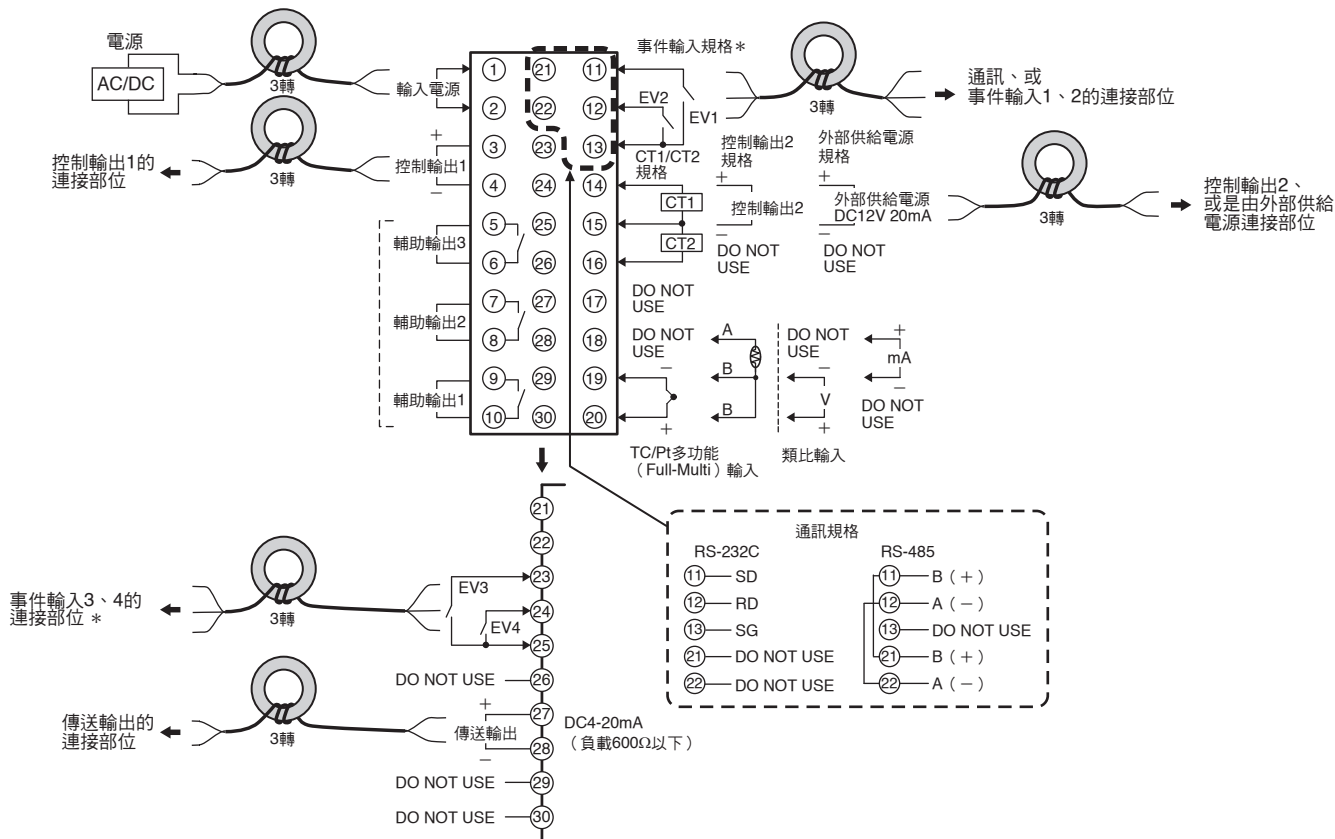 電源
AC/DC
3轉
輸入電源
控制輸出1的
連接部位
3轉
+
控制輸出1
−
輔助輸出3
輔助輸出2
輔助輸出1
① ㉑ ⑪
② ㉒ ⑫
③ ㉓ ⑬
④ ㉔ ⑭
⑤ ㉕ ⑮
⑥ ㉖ ⑯
⑦ ㉗ ⑰
⑧ ㉘ ⑱
⑨ ㉙ ⑲
⑩ ㉚ ⑳
事件輸入規格*
EV2
EV1
3轉
通訊、或
事件輸入1、2的連接部位
CT1/CT2
規格
CT1
CT2
控制輸出2
規格
+
控制輸出2
−
DO NOT
USE
外部供給電源
規格
+
外部供給電源
DC12V 20mA
−
DO NOT
USE
3轉
控制輸出2、
或是由外部供給
電源連接部位
DO NOT
USE
DO NOT
USE
−
+
A
B
B
TC/Pt多功能
(Full-Multi)輸入
DO NOT
USE
−
V
+
+
mA
−
DO NOT
USE
類比輸入
㉑
㉒
㉓
㉔
㉕
㉖
㉗
㉘
㉙
㉚
事件輸入3、4的
連接部位 *
3轉
EV3
EV4
DO NOT USE
傳送輸出的
連接部位
3轉
+
傳送輸出
−
DC4-20mA
(負載600Ω以下)
DO NOT USE
DO NOT USE
通訊規格
RS-232C
⑪ SD
⑫ RD
⑬ SG
㉑ DO NOT USE
㉒ DO NOT USE
RS-485
⑪ B(+)
⑫ A(−)
⑬ DO NOT USE
㉑ B(+)
㉒ A(−)